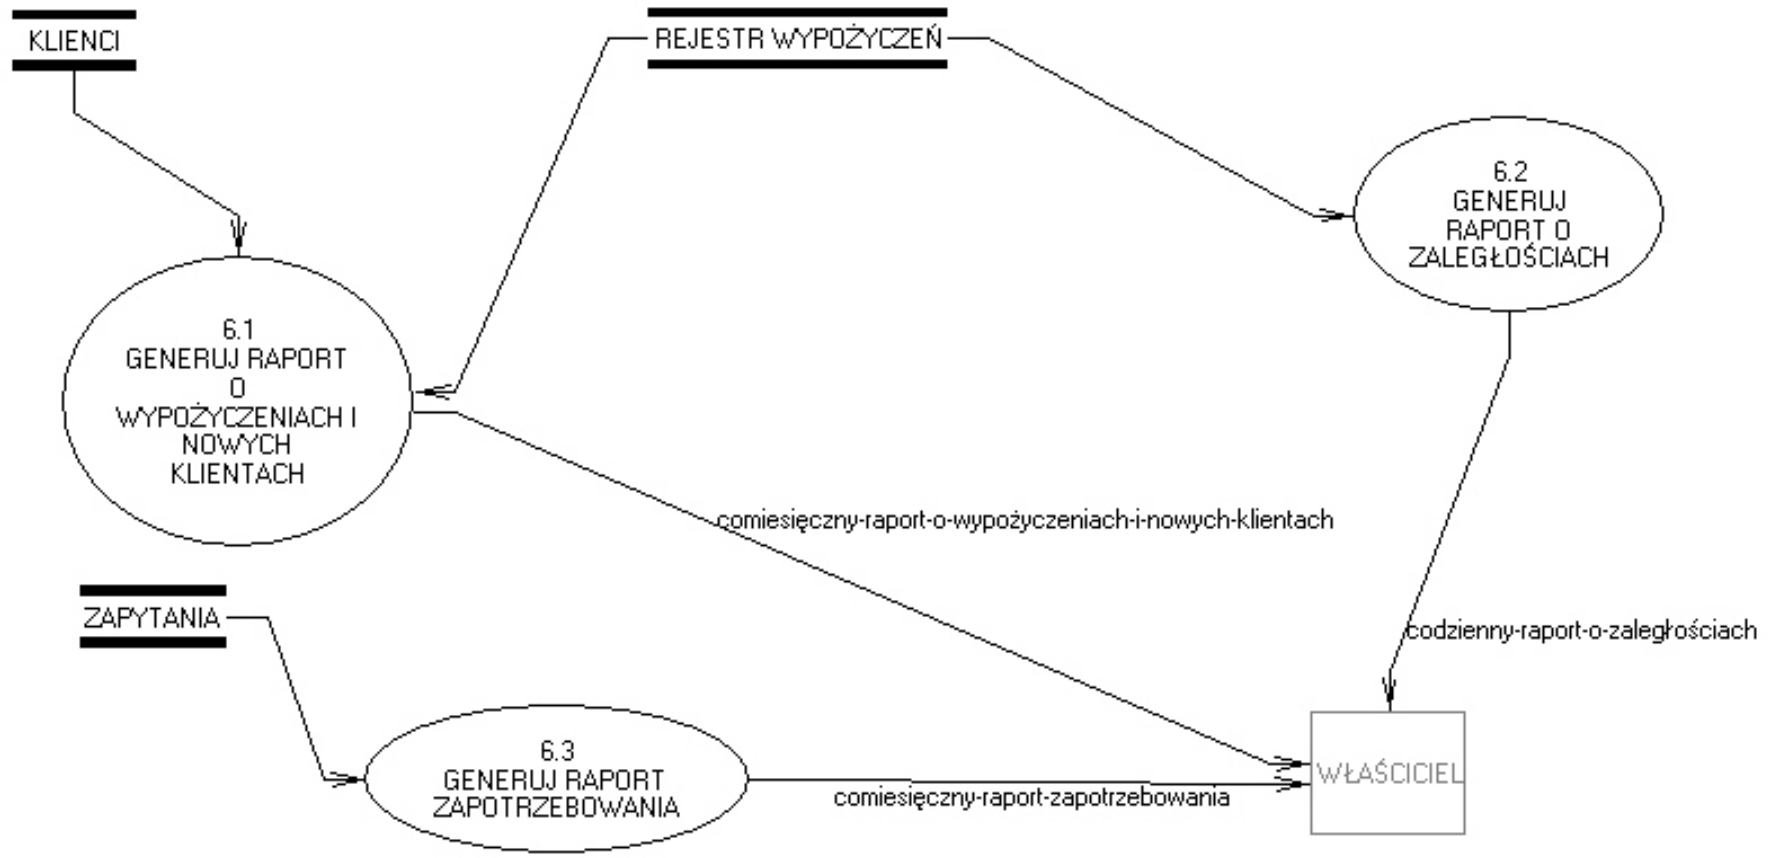 KLIENCI
REJESTR WYPOŻYCZEŃ
6.2
GENERUJ
RAPORT O
ZALEGŁOŚCIACH
6.1
GENERUJ RAPORT
O
WYPOŻYCZENIACH I
NOWYCH
KLIENTACH
comiesięczny-raport-o-wypożyczeniach-i-nowych-klientach
ZAPYTANIA
codzienny-raport-o-zaległościach
6.3
GENERUJ RAPORT
ZAPOTRZEBOWANIA
comiesięczny-raport-zapotrzebowania
WŁAŚCICIEL